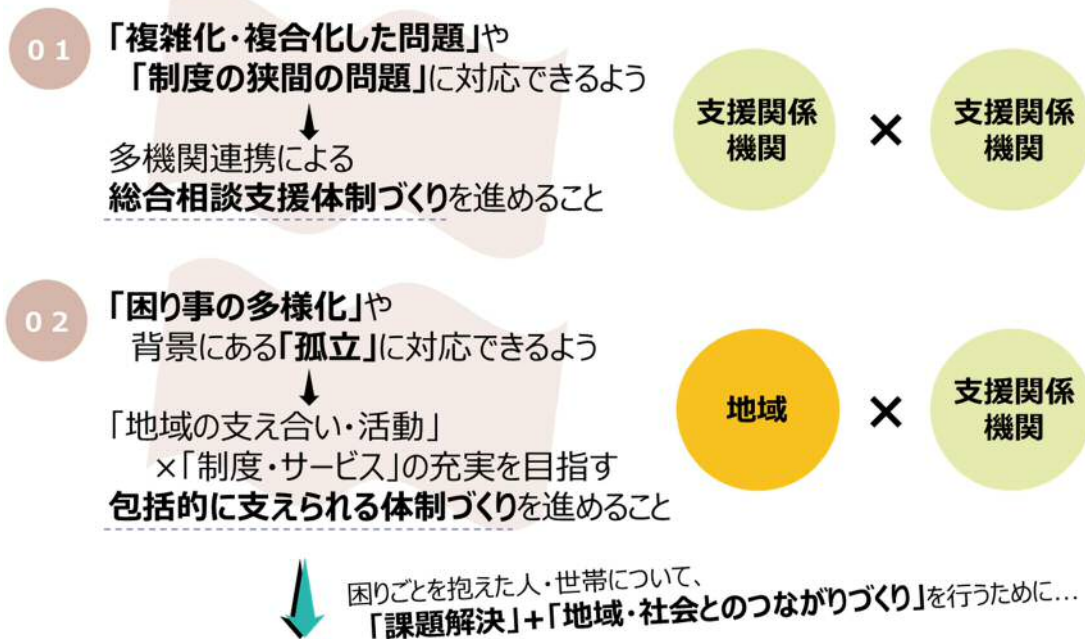 01
「複雑化・複合化した問題」や
「制度の狭間の問題」に対応できるよう
多機関連携による
総合相談支援体制づくりを進めること
支援関係
機関
×
支援関係
機関
02
「困り事の多様化」や
背景にある「孤立」に対応できるよう
「地域の支え合い・活動」
×「制度・サービス」の充実を目指す
包括的に支えられる体制づくりを進めること
地域
×
支援関係
機関
困りごとを抱えた人・世帯について、
「課題解決」+「地域・社会とのつながりづくり」を行うために…